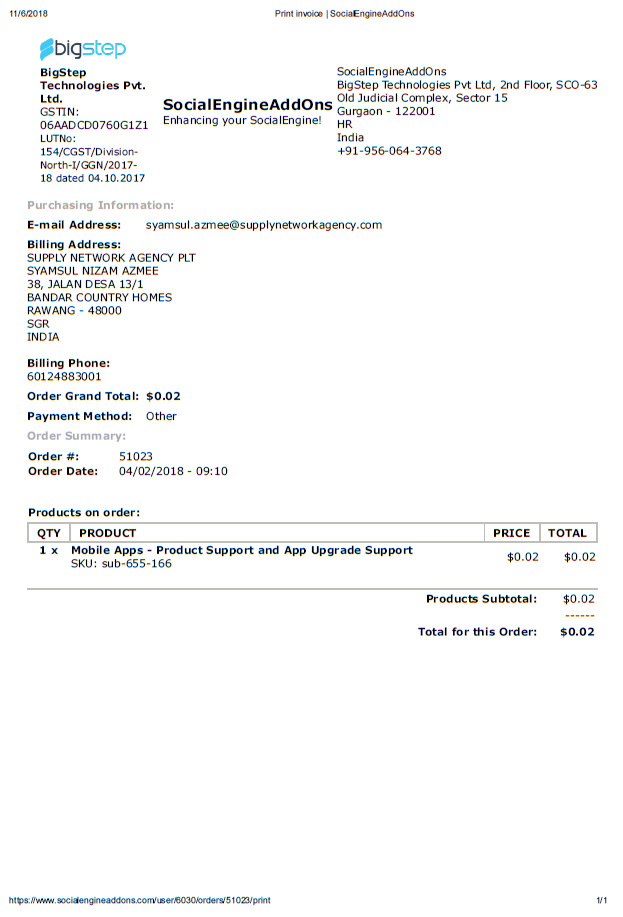 11/6/2018 Print invoice | SocialEngineAddOns
bigstep
BigStep
Technologies Pvt.
Ltd.
GSTIN:
06AADCD0760G1Z1
LUTNo:
154/CGST/Division-
North-I/GGN/2017-
18 dated 04.10.2017
SocialEngineAddOns
Enhancing your SocialEngine!
SocialEngineAddOns
BigStep Technologies Pvt Ltd, 2nd Floor, SCO-63
Old Judicial Complex, Sector 15
Gurgaon - 122001
HR
India
+91-956-064-3768
Purchasing Information:
E-mail Address: syamsul.azmee@supplynetworkagency.com
Billing Address:
SUPPLY NETWORK AGENCY PLT
SYAMSUL NIZAM AZMEE
38, JALAN DESA 13/1
BANDAR COUNTRY HOMES
RAWANG - 48000
SGR
INDIA
Billing Phone:
60124883001
Order Grand Total: $0.02
Payment Method: Other
Order Summary:
Order #: 51023
Order Date: 04/02/2018 - 09:10
Products on order:
QTY PRODUCT PRICE TOTAL
1 x Mobile Apps - Product Support and App Upgrade Support $0.02 $0.02
SKU: sub-655-166
Products Subtotal: $0.02
------
Total for this Order: $0.02
https://www.socialengineaddons.com/user/6030/orders/51023/print 1/1